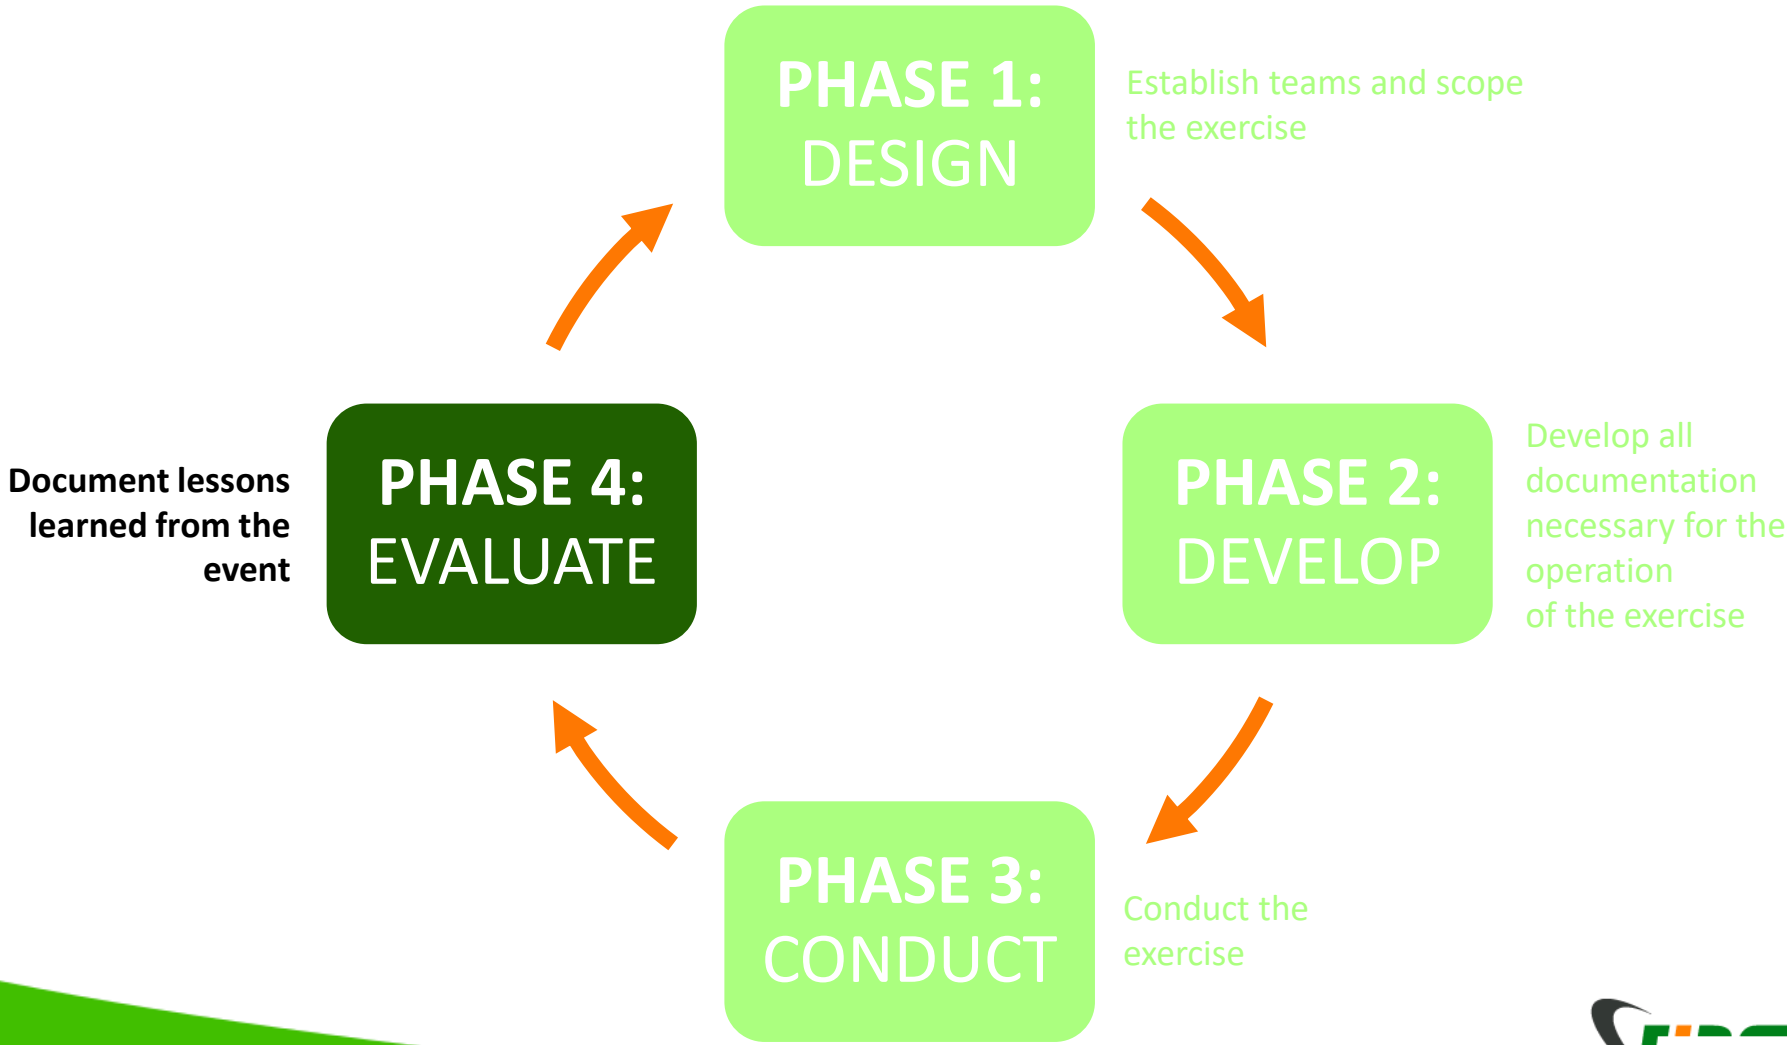 PHASE 1:
DESIGN
Establish teams and scope
the exercise
PHASE 2:
DEVELOP
Develop all
documentation
necessary for the
operation
of the exercise
PHASE 3:
CONDUCT
Conduct the
exercise
PHASE 4:
EVALUATE
Document lessons
learned from the
event